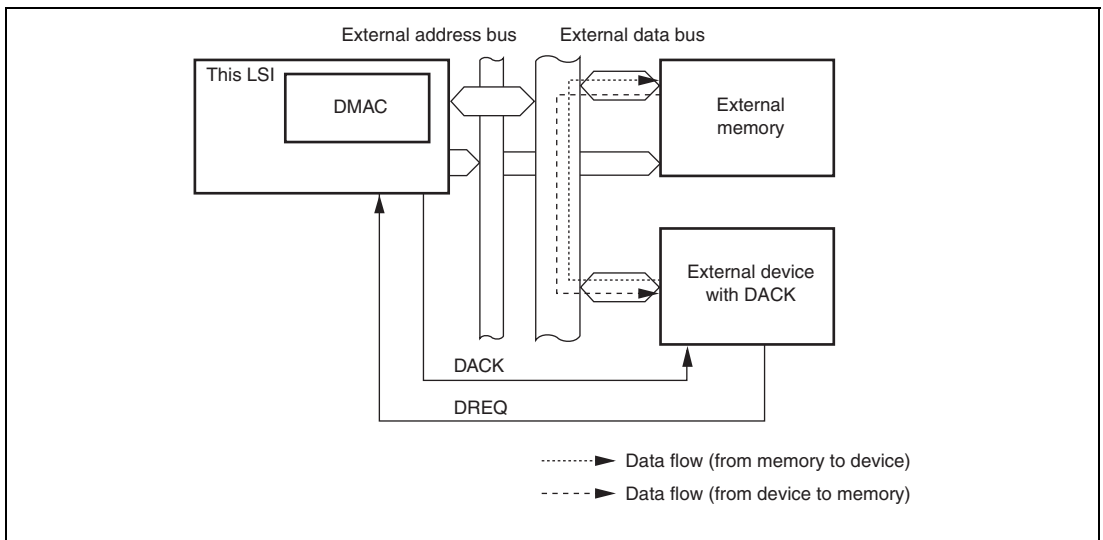 External address bus
External data bus
This LSI
DMAC
External
memory
External device
with DACK
DACK
DREQ
Data flow (from memory to device)
Data flow (from device to memory)